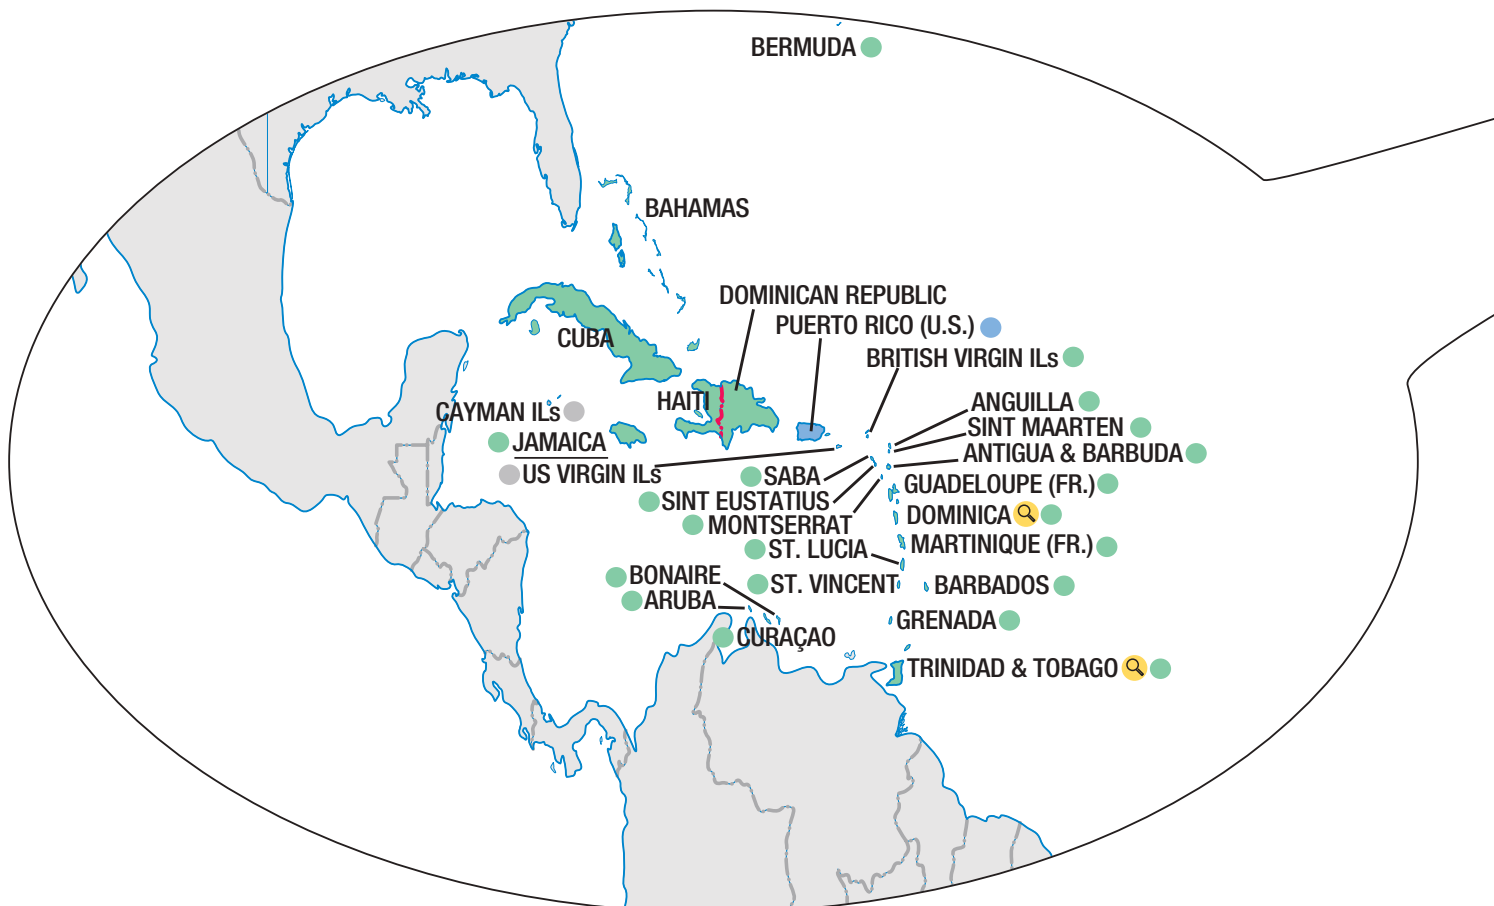 BERMUDA
BAHAMAS
DOMINICAN REPUBLIC
PUERTO RICO (U.S.)
CUBA
BRITISH VIRGIN ILs
HAITI
ANGUILLA
CAYMAN ILs
SINT MAARTEN
JAMAICA
ANTIGUA & BARBUDA
US VIRGIN ILs
SABA
GUADELOUPE (FR.)
SINT EUSTATIUS
DOMINICA
MONTSERRAT
MARTINIQUE (FR.)
ST. LUCIA
BONAIRE
ST. VINCENT
BARBADOS
ARUBA
GRENADA
CURAÇAO
TRINIDAD & TOBAGO